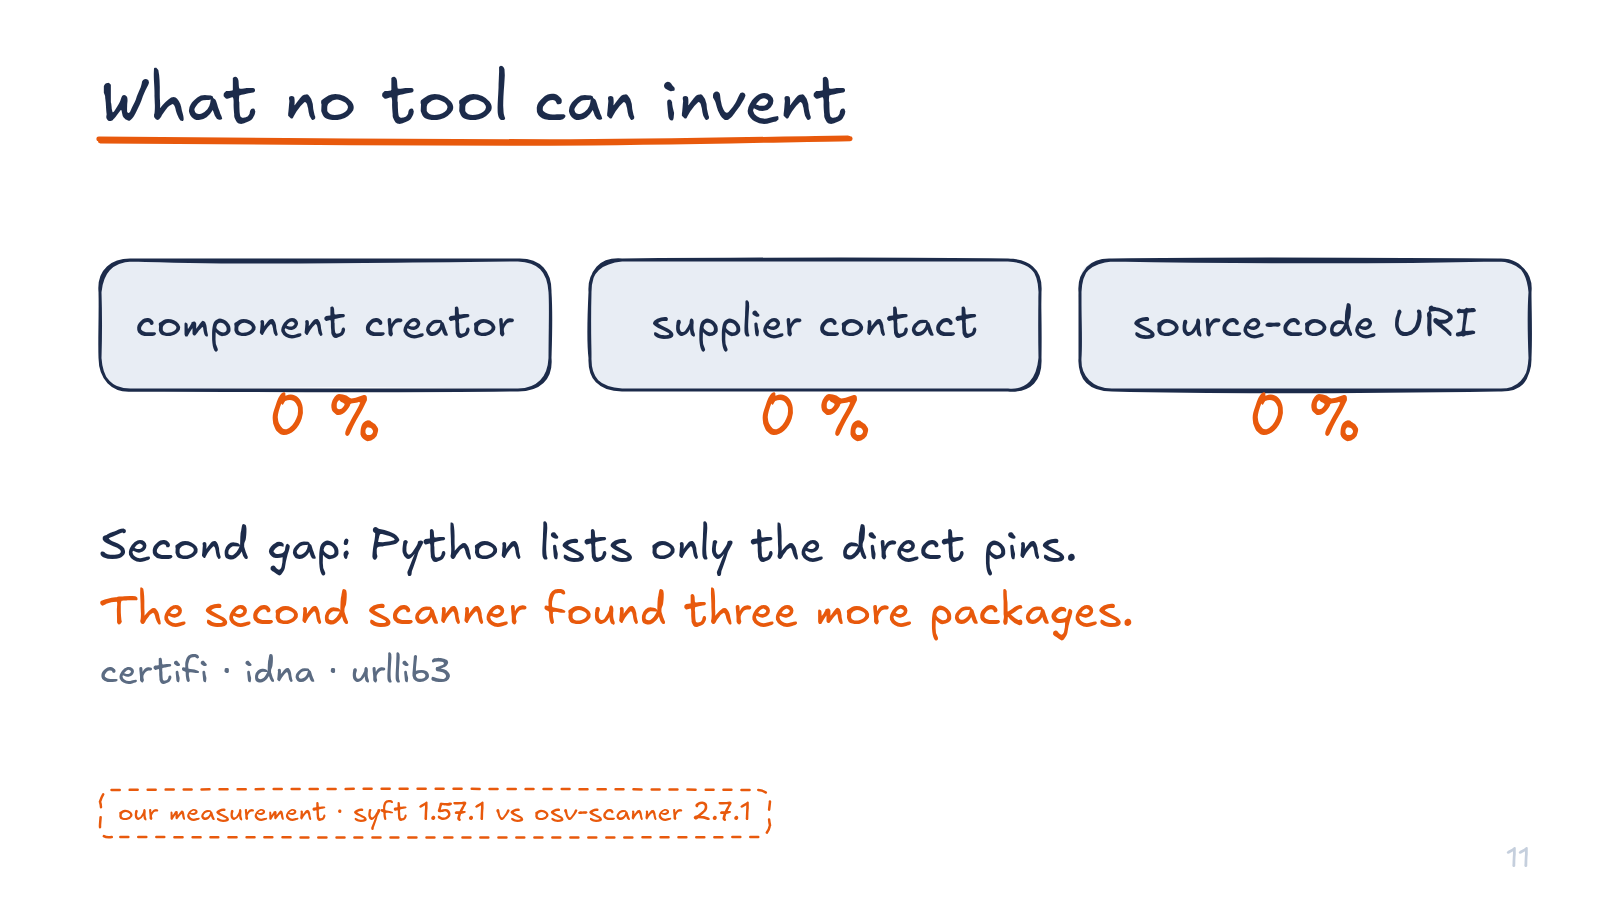 What no tool can invent
component creator
supplier contact
source-code URI
0 %
0 %
0 %
Second gap: Python lists only the direct pins.
The second scanner found three more packages.
certifi · idna · urllib3
our measurement · syft 1.57.1 vs osv-scanner 2.7.1
11